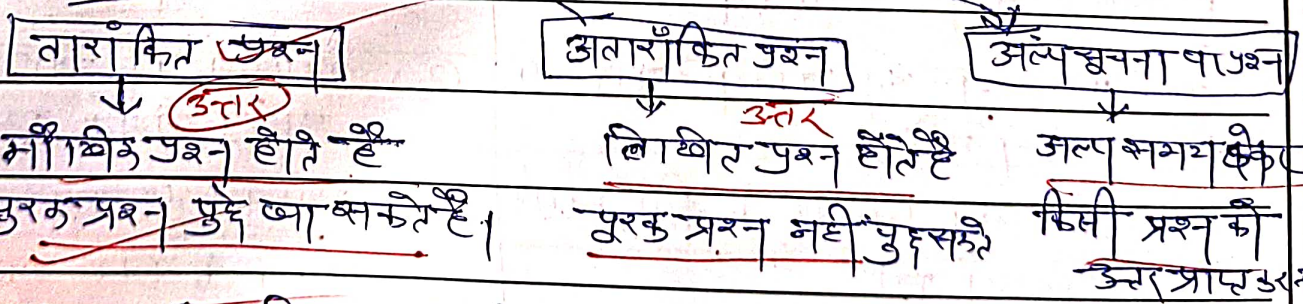 तारांकित प्रश्न अतारांकित प्रश्न अल्पसूचना का प्रश्न
उत्तर उत्तर
मौखिक प्रश्न होते है लिखित प्रश्न होते है अल्प समय
पुरक प्रश्न पुछे जा सकते है। पूरक प्रश्न नहीं पुछ सकते किसी प्रश्न को
उत्तर प्राप्त